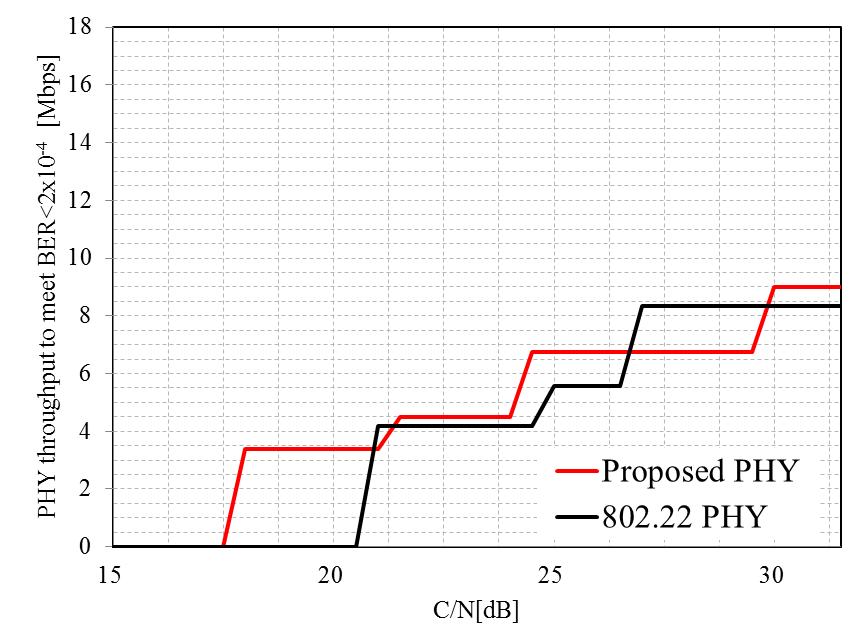 PHY throughput to meet BER<2x10⁻⁴ [Mbps]
18
16
14
12
10
8
6
4
2
0
Proposed PHY
802.22 PHY
15 20 25 30
C/N[dB]